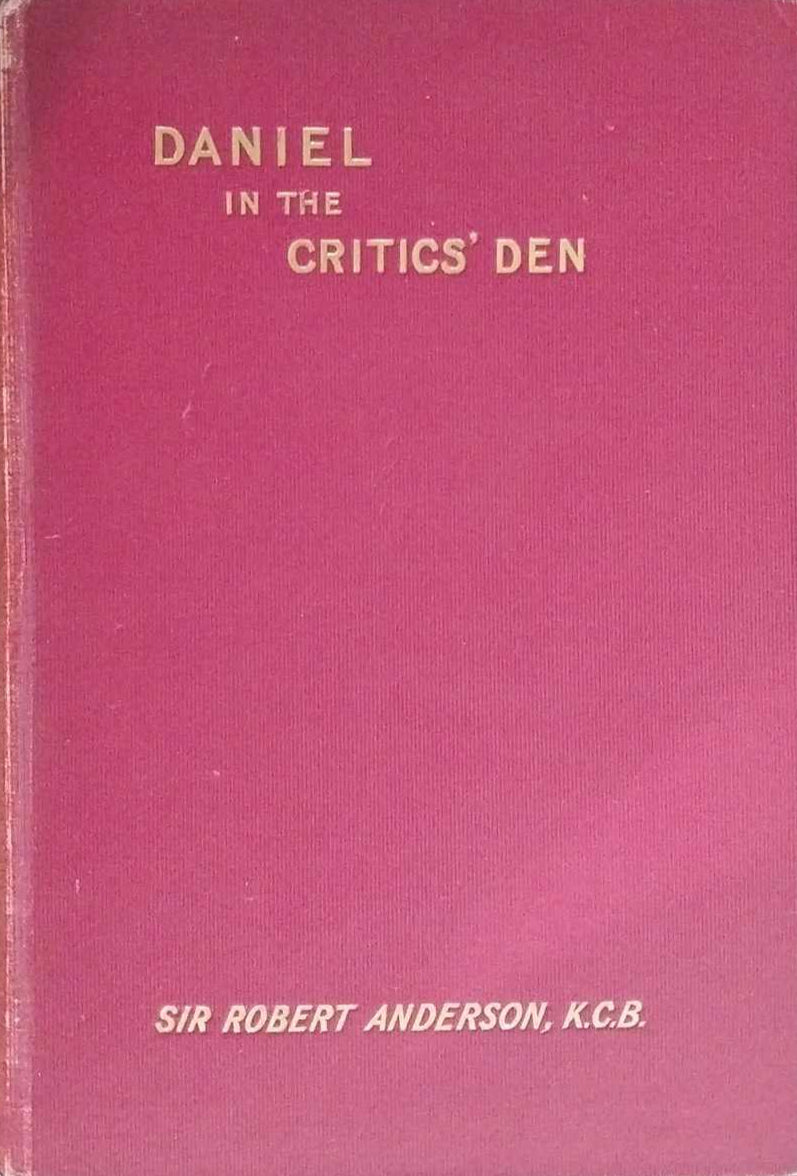 DANIEL
IN THE
CRITICS' DEN
SIR ROBERT ANDERSON, K.C.B.